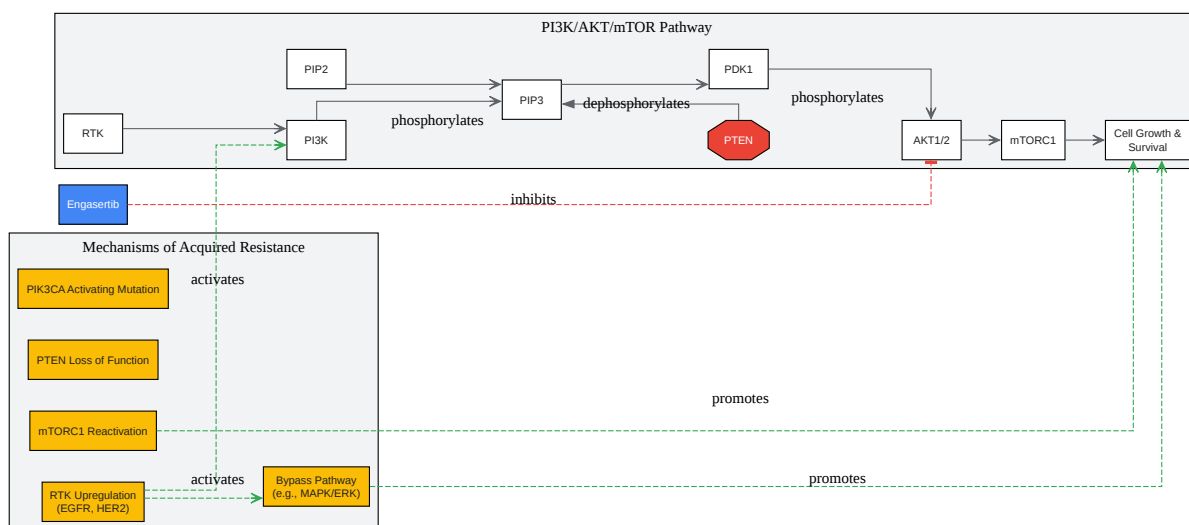 PI3K/AKT/mTOR Pathway
PIP2
PDK1
PIP3
phosphorylates
dephosphorylates
phosphorylates
RTK
PI3K
PTEN
AKT1/2
mTORC1
Cell Growth &
Survival
Engasertib
inhibits
Mechanisms of Acquired Resistance
activates
PIK3CA Activating Mutation
PTEN Loss of Function
promotes
mTORC1 Reactivation
activates
Bypass Pathway
(e.g., MAPK/ERK)
promotes
RTK Upregulation
(EGFR, HER2)